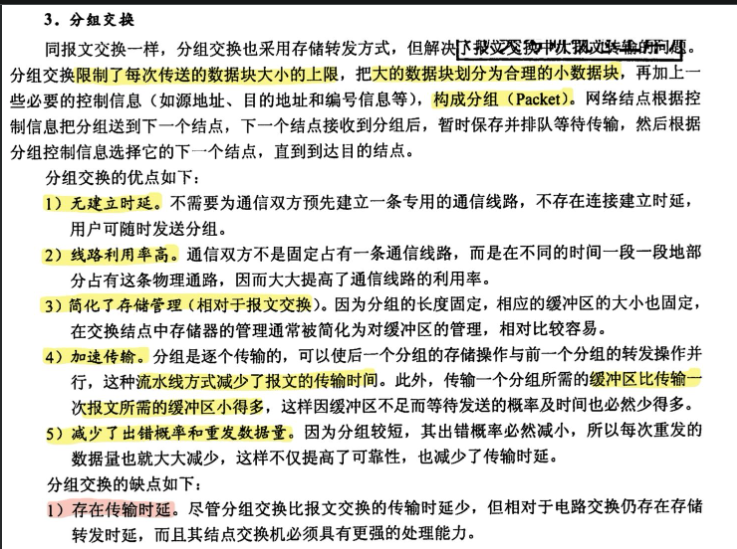 3．分组交换
同报文交换一样，分组交换也采用存储转发方式，但解决了报文交换中大报文传输的问题。
分组交换限制了每次传送的数据块大小的上限，把大的数据块划分为合理的小数据块，再加上一
些必要的控制信息（如源地址、目的地址和编号信息等），构成分组（Packet）。网络结点根据控
制信息把分组送到下一个结点，下一个结点接收到分组后，暂时保存并排队等待传输，然后根据
分组控制信息选择它的下一个结点，直到到达目的结点。
分组交换的优点如下：
1）无建立时延。不需要为通信双方预先建立一条专用的通信线路，不存在连接建立时延，
用户可随时发送分组。
2）线路利用率高。通信双方不是固定占有一条通信线路，而是在不同的时间一段一段地部
分占有这条物理通路，因而大大提高了通信线路的利用率。
3）简化了存储管理（相对于报文交换）。因为分组的长度固定，相应的缓冲区的大小也固定，
在交换结点中存储器的管理通常被简化为对缓冲区的管理，相对比较容易。
4）加速传输。分组是逐个传输的，可以使后一个分组的存储操作与前一个分组的转发操作并
行，这种流水线方式减少了报文的传输时间。此外，传输一个分组所需的缓冲区比传输一
次报文所需的缓冲区小得多，这样因缓冲区不足而等待发送的概率及时间也必然少得多。
5）减少了出错概率和重发数据量。因为分组较短，其出错概率必然减小，所以每次重发的
数据量也就大大减少，这样不仅提高了可靠性，也减少了传输时延。
分组交换的缺点如下：
1）存在传输时延。尽管分组交换比报文交换的传输时延少，但相对于电路交换仍存在存储
转发时延，而且其结点交换机必须具有更强的处理能力。